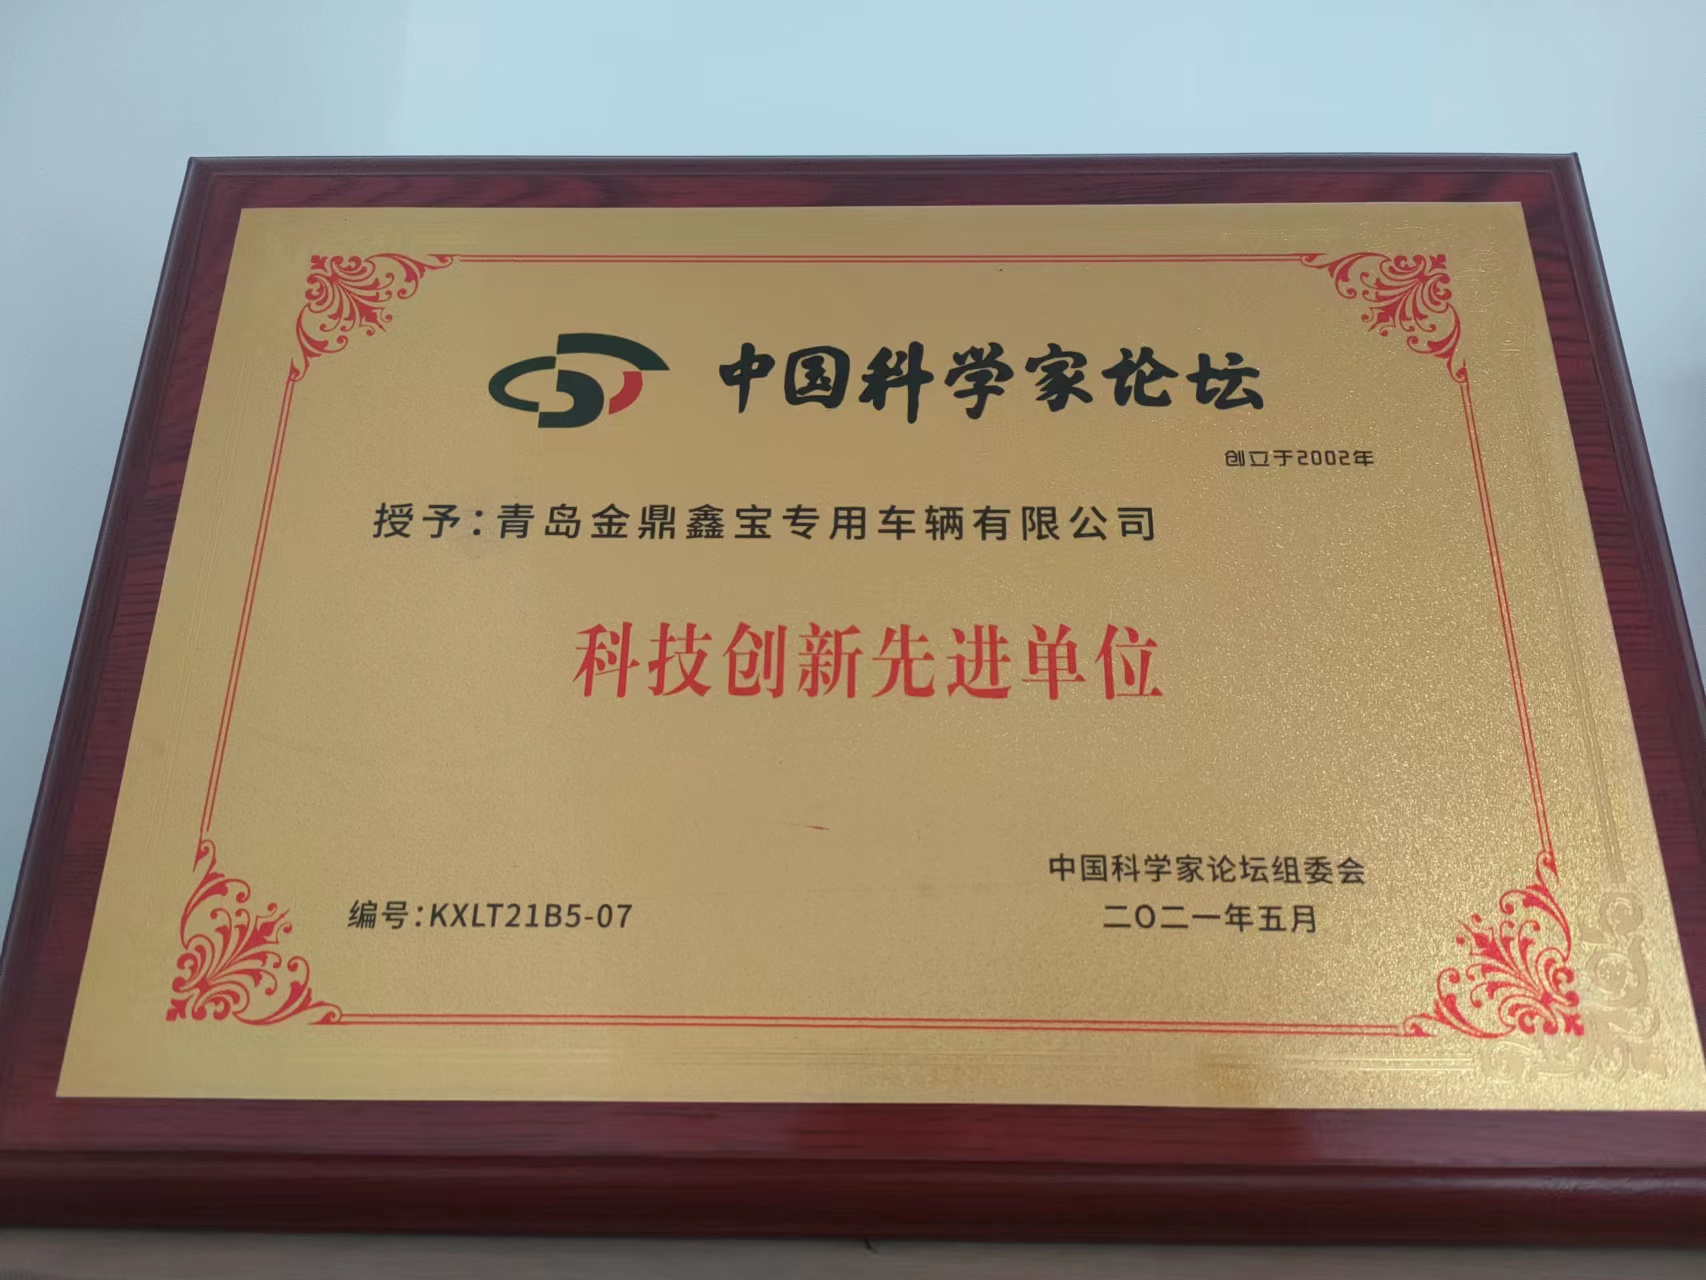 中国科学家论坛
创立于2002年
授予：青岛金鼎鑫宝专用车辆有限公司
科技创新先进单位
中国科学家论坛组委会
编号：KXLT21B5-07
二〇二一年五月